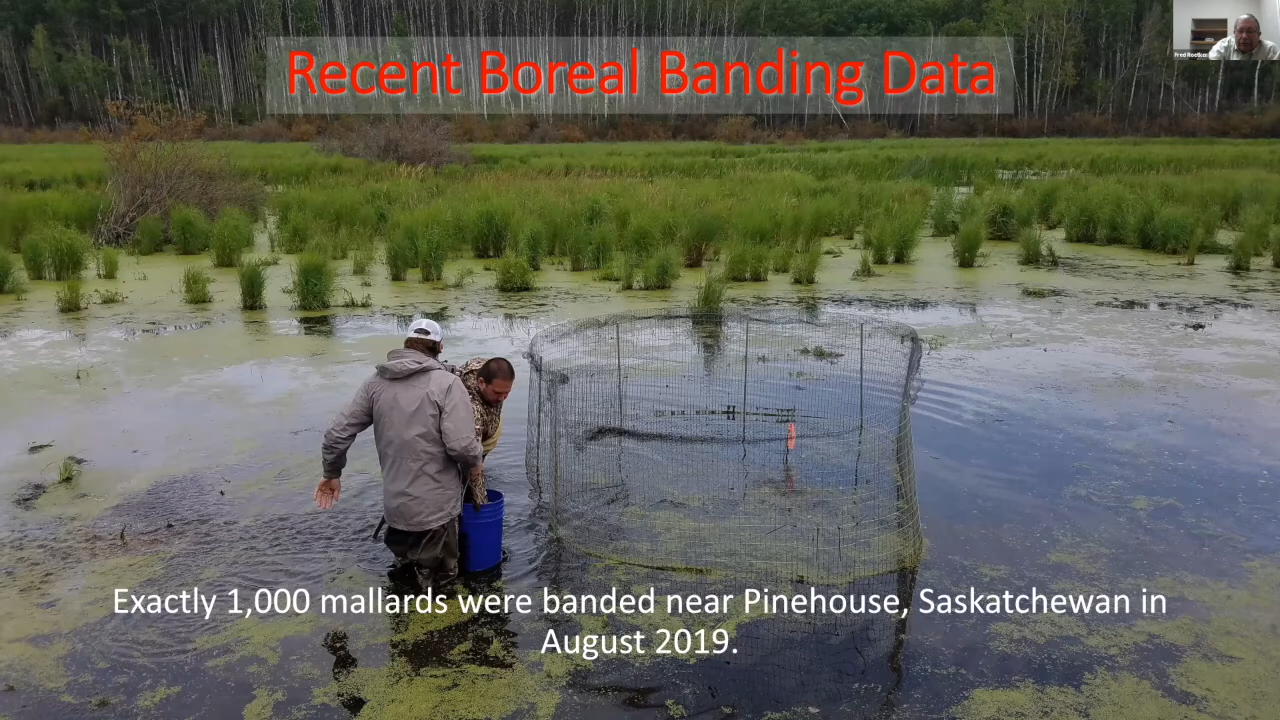 Recent Boreal Banding Data
Exactly 1,000 mallards were banded near Pinehouse, Saskatchewan in
August 2019.